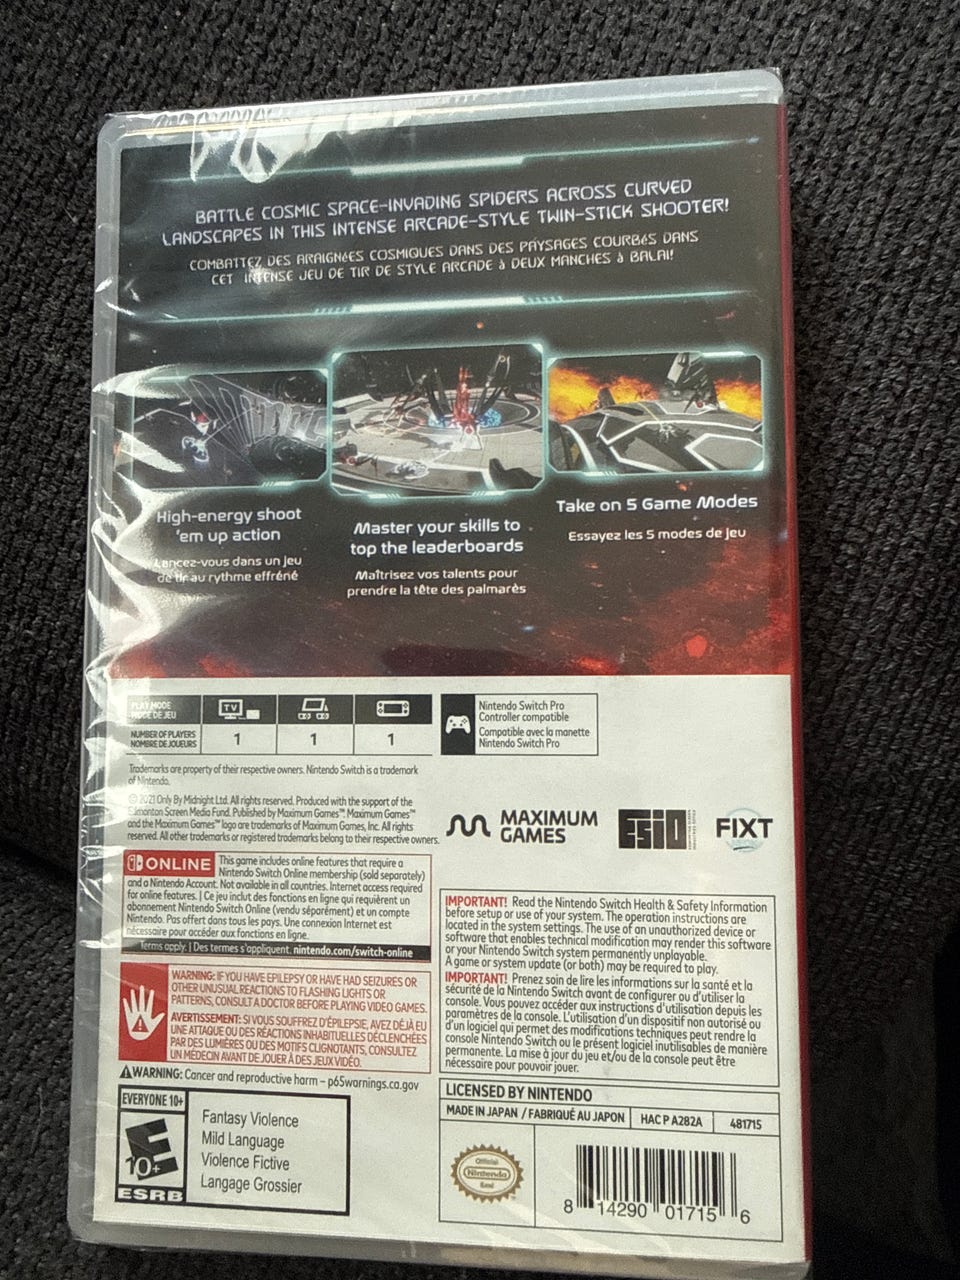 BATTLE COSMIC SPACE-INVADING SPIDERS ACROSS CURVED
LANDSCAPES IN THIS INTENSE ARCADE-STYLE TWIN-STICK SHOOTER!
COMBATTEZ DES ARAIGNéES COSMIQUES DANS DES PAYSAGES COURBéS DANS
CET INTENSE JEU DE TIR DE STYLE ARCADE à DEUX MANCHES à BALAI!
High-energy shoot
'em up action
Lancez-vous dans un jeu
de tir au rythme effréné
Master your skills to
top the leaderboards
Maîtrisez vos talents pour
prendre la tête des palmarès
Take on 5 Game Modes
Essayez les 5 modes de jeu
PLAY MODE
MODE DE JEU
TV
NUMBER OF PLAYERS
NOMBRE DE JOUEURS
1
1
1
Nintendo Switch Pro
Controller compatible
Compatible avec la manette
Nintendo Switch Pro
Trademarks are property of their respective owners. Nintendo Switch is a trademark
of Nintendo.
© 2021 Only By Midnight Ltd. All rights reserved. Produced with the support of the
Edmonton Screen Media Fund. Published by Maximum Games™. Maximum Games™
and the Maximum Games™ logo are trademarks of Maximum Games, Inc. All rights
reserved. All other trademarks or registered trademarks belong to their respective owners.
MAXIMUM
GAMES
ESIO
FIXT
ONLINE
This game includes online features that require a
Nintendo Switch Online membership (sold separately)
and a Nintendo Account. Not available in all countries. Internet access required
for online features. | Ce jeu inclut des fonctions en ligne qui requièrent un
abonnement Nintendo Switch Online (vendu séparément) et un compte
Nintendo. Pas offert dans tous les pays. Une connexion Internet est
nécessaire pour accéder aux fonctions en ligne.
Terms apply. | Des termes s'appliquent. nintendo.com/switch-online
WARNING: IF YOU HAVE EPILEPSY OR HAVE HAD SEIZURES OR
OTHER UNUSUAL REACTIONS TO FLASHING LIGHTS OR
PATTERNS, CONSULT A DOCTOR BEFORE PLAYING VIDEO GAMES.
AVERTISSEMENT: SI VOUS SOUFFREZ D'ÉPILEPSIE, AVEZ DÉJÀ EU
UNE ATTAQUE OU DES RÉACTIONS INHABITUELLES DÉCLENCHÉES
PAR DES LUMIÈRES OU DES MOTIFS CLIGNOTANTS, CONSULTEZ
UN MÉDECIN AVANT DE JOUER À DES JEUX VIDÉO.
WARNING: Cancer and reproductive harm – p65warnings.ca.gov
IMPORTANT! Read the Nintendo Switch Health & Safety Information
before setup or use of your system. The operation instructions are
located in the system settings. The use of an unauthorized device or
software that enables technical modification may render this software
or your Nintendo Switch system permanently unplayable.
A game or system update (or both) may be required to play.
IMPORTANT! Prenez soin de lire les informations sur la santé et la
sécurité de la Nintendo Switch avant de configurer ou d'utiliser la
console. Vous pouvez accéder aux instructions d'utilisation depuis les
paramètres de la console. L'utilisation d'un dispositif non autorisé ou
d'un logiciel qui permet des modifications techniques peut rendre la
console Nintendo Switch ou le présent logiciel inutilisables de manière
permanente. La mise à jour du jeu et/ou de la console peut être
nécessaire pour pouvoir jouer.
EVERYONE 10+
E
10+
ESRB
Fantasy Violence
Mild Language
Violence Fictive
Langage Grossier
LICENSED BY NINTENDO
MADE IN JAPAN / FABRIQUÉ AU JAPON
HAC P A282A
481715
Official
Nintendo
Seal
8 14290 01715 6